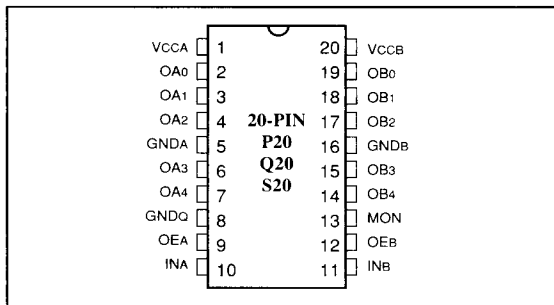 VCCA 1 20 VCCB
OA0 2 19 OB0
OA1 3 18 OB1
OA2 4 20-PIN 17 OB2
GNDA 5 P20 16 GNDB
OA3 6 Q20 15 OB3
OA4 7 S20 14 OB4
GNDQ 8 13 MON
OEA 9 12 OEB
INA 10 11 INB